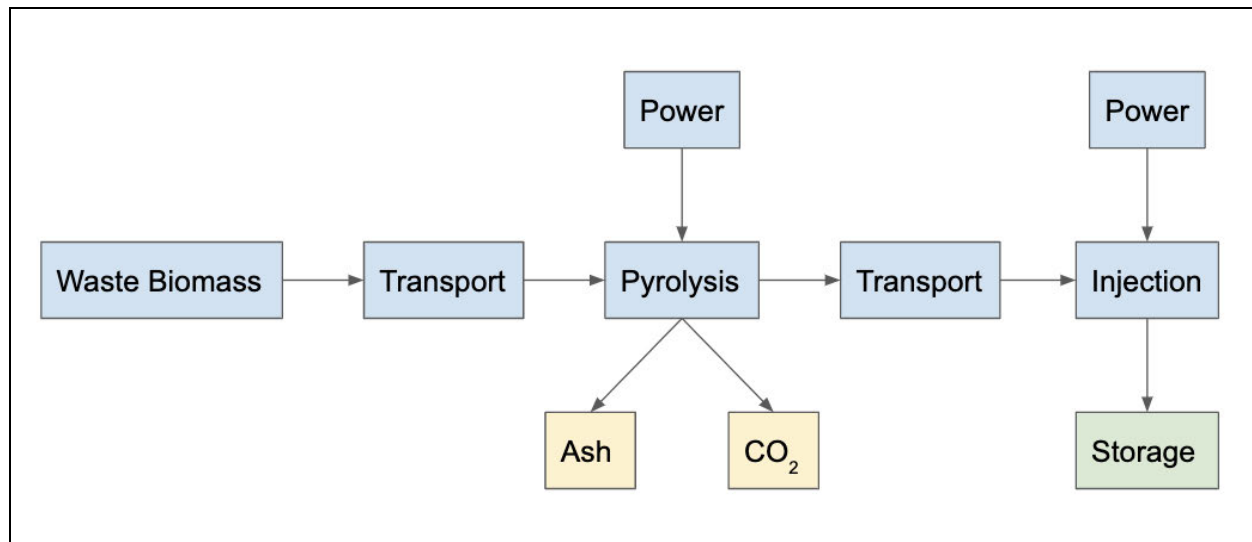 Power
Power
Waste Biomass
Transport
Pyrolysis
Transport
Injection
Ash
CO₂
Storage